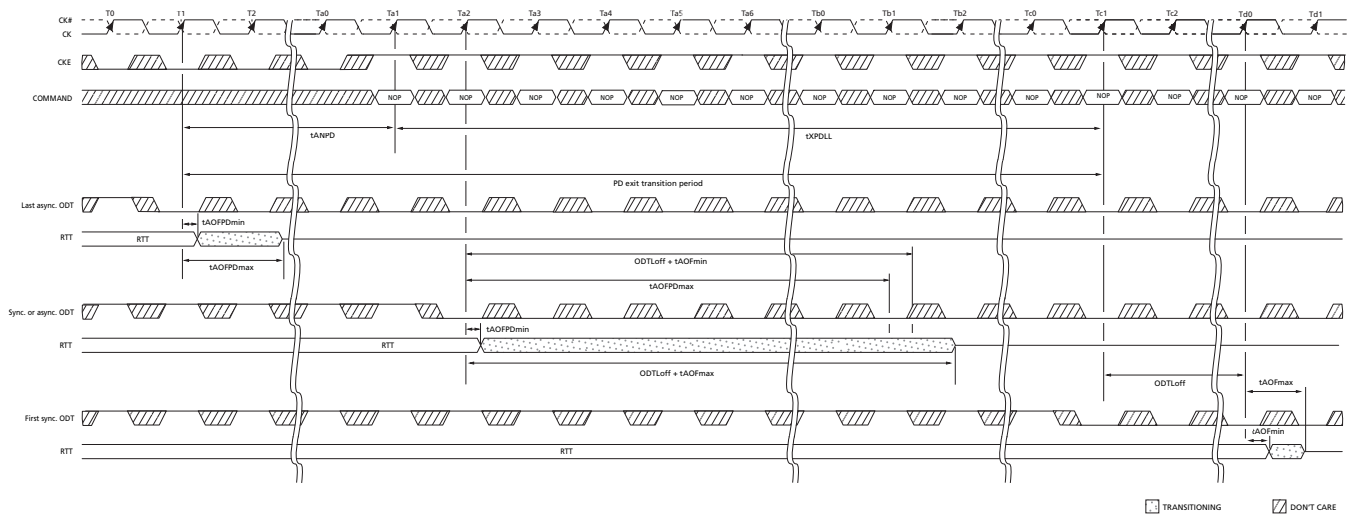 T0 T1 T2 Ta0 Ta1 Ta2 Ta3 Ta4 Ta5 Ta6 Tb0 Tb1 Tb2 Tc0 Tc1 Tc2 Td0 Td1
CK#
CK
CKE
COMMAND NOP NOP NOP NOP NOP NOP NOP NOP NOP NOP NOP NOP NOP NOP
tANPD tXPDLL
PD exit transition period
Last async. ODT
tAOFPDmin
RTT RTT
tAOFPDmax
ODTLoff + tAOFmin
tAOFPDmax
Sync. or async. ODT
tAOFPDmin
RTT RTT
ODTLoff + tAOFmax
ODTLoff tAOFmax
First sync. ODT
tAOFmin
RTT RTT
TRANSITIONING DON'T CARE